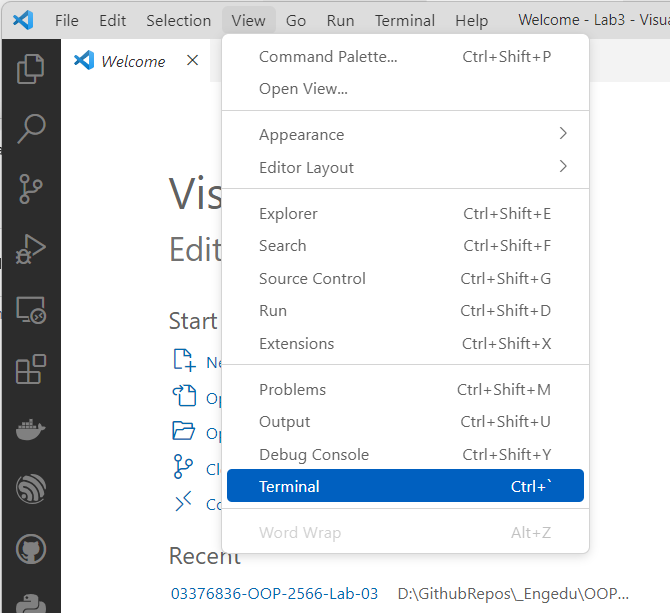 File Edit Selection View Go Run Terminal Help Welcome - Lab3 - Visua
Welcome
Command Palette... Ctrl+Shift+P
Open View...
Appearance
Editor Layout
Vis
Explorer Ctrl+Shift+E
Edit
Search Ctrl+Shift+F
Source Control Ctrl+Shift+G
Start
Run Ctrl+Shift+D
Extensions Ctrl+Shift+X
Ne
Problems Ctrl+Shift+M
Op
Output Ctrl+Shift+U
Op
Debug Console Ctrl+Shift+Y
Cl
Terminal Ctrl+`
Co
Word Wrap Alt+Z
Recent
03376836-OOP-2566-Lab-03 D:\GithubRepos\_Engedu\OOP...